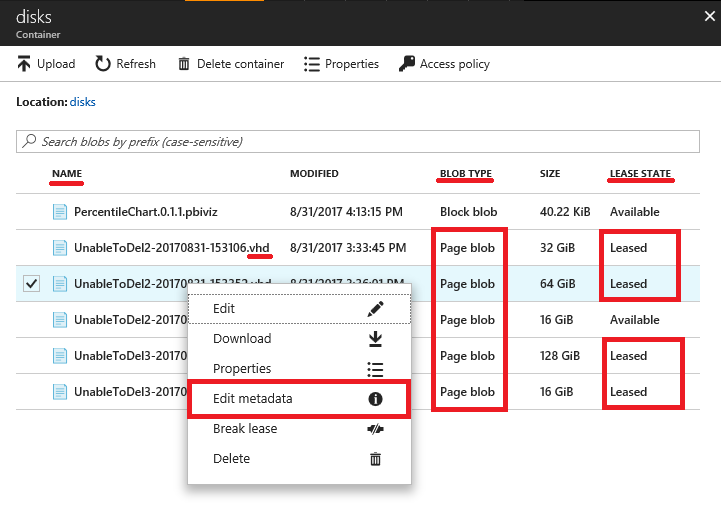 disks
Container
Upload Refresh Delete container Properties Access policy
Location: disks
Search blobs by prefix (case-sensitive)
NAME MODIFIED BLOB TYPE SIZE LEASE STATE
PercentileChart.0.1.1.pbiviz 8/31/2017 4:13:15 PM Block blob 40.22 KiB Available
UnableToDel2-20170831-153106.vhd 8/31/2017 3:33:45 PM Page blob 32 GiB Leased
UnableToDel2-20170831-153352.vhd 8/31/2017 3:36:01 PM Page blob 64 GiB Leased
UnableToDel2-20170 Page blob 16 GiB Available
UnableToDel3-20170 Page blob 128 GiB Leased
UnableToDel3-20170 Page blob 16 GiB Leased
Edit
Download
Properties
Edit metadata
Break lease
Delete